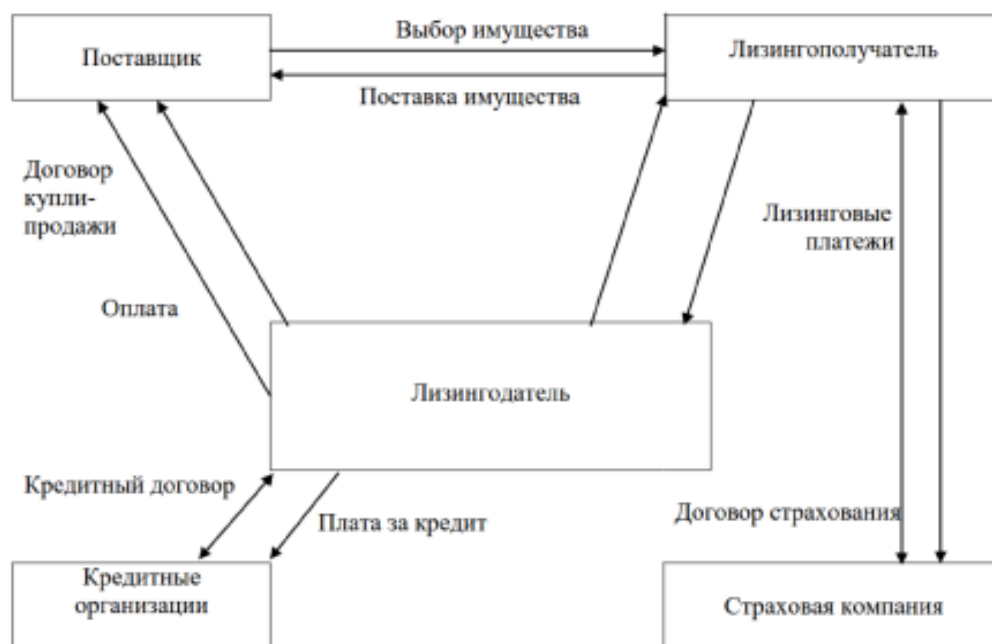 Поставщик
Выбор имущества
Лизингополучатель
Поставка имущества
Договор
купли-
продажи
Лизинговые
платежи
Оплата
Лизингодатель
Кредитный договор
Плата за кредит
Договор страхования
Кредитные
организации
Страховая компания